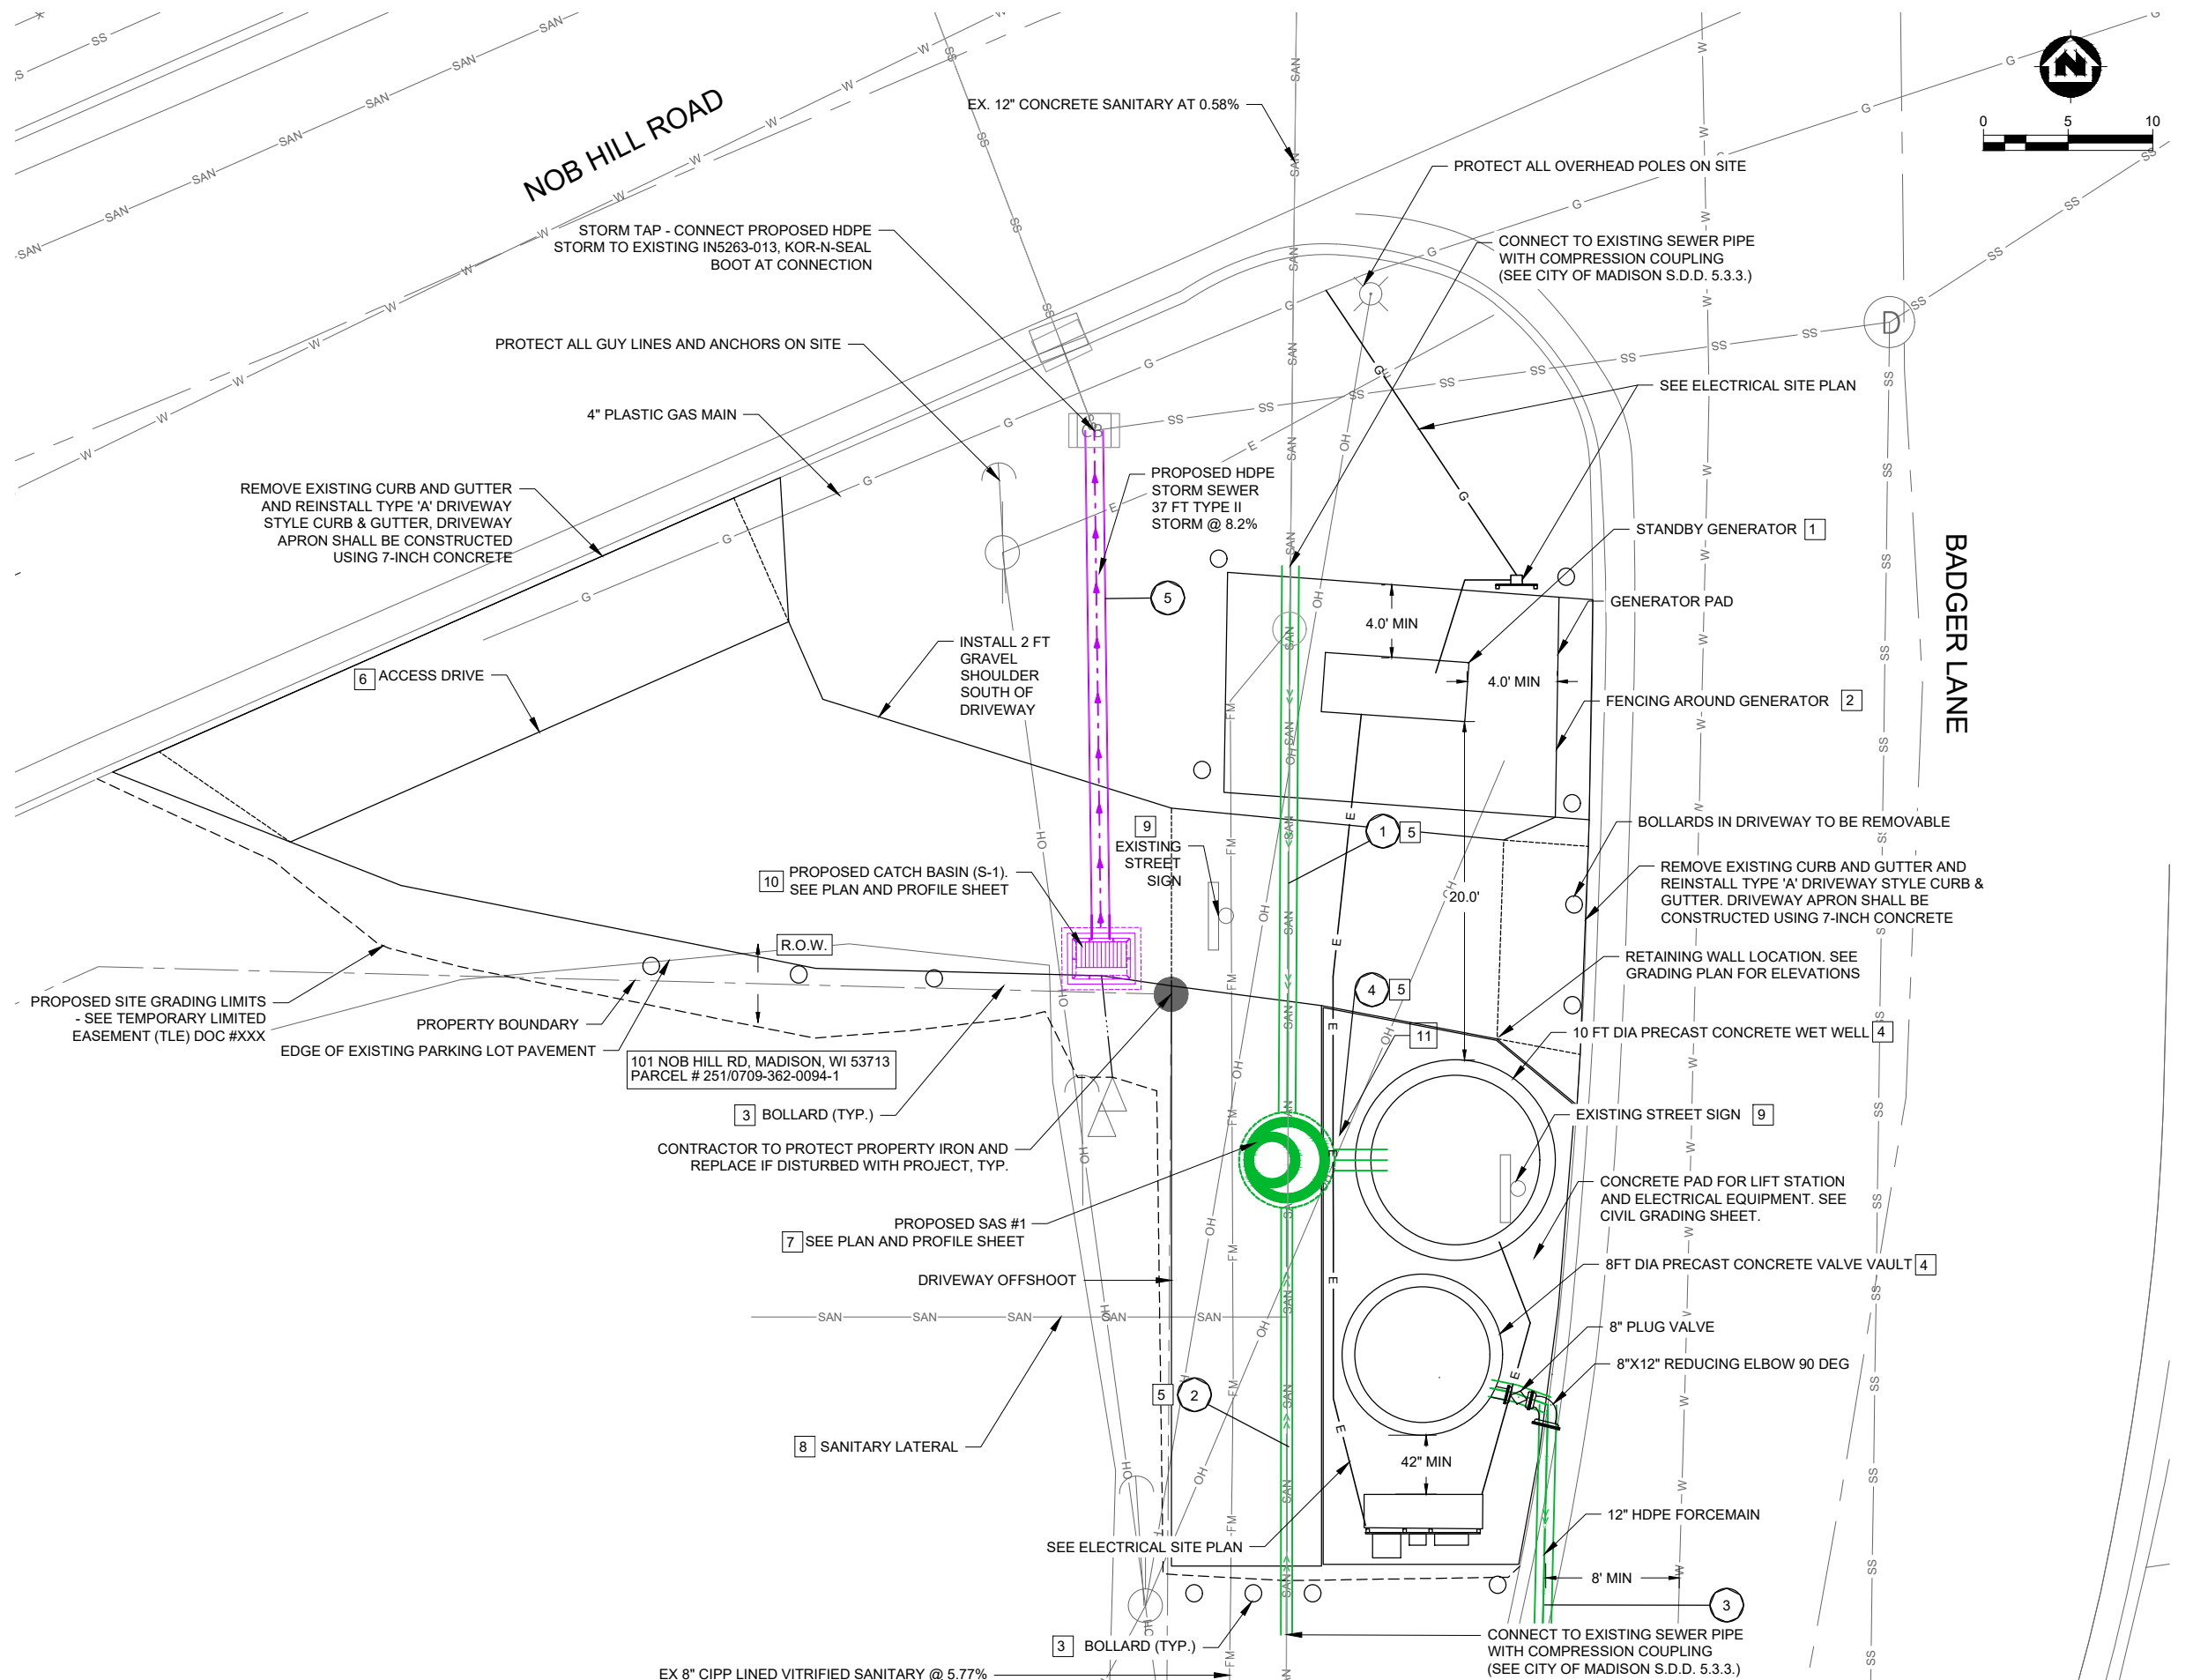 NOB HILL ROAD
BADGER LANE
N
0 5 10
EX. 12" CONCRETE SANITARY AT 0.58%
PROTECT ALL OVERHEAD POLES ON SITE
STORM TAP - CONNECT PROPOSED HDPE
STORM TO EXISTING IN5263-013, KOR-N-SEAL
BOOT AT CONNECTION
CONNECT TO EXISTING SEWER PIPE
WITH COMPRESSION COUPLING
(SEE CITY OF MADISON S.D.D. 5.3.3.)
D
PROTECT ALL GUY LINES AND ANCHORS ON SITE
SEE ELECTRICAL SITE PLAN
4" PLASTIC GAS MAIN
CB
REMOVE EXISTING CURB AND GUTTER
AND REINSTALL TYPE 'A' DRIVEWAY
STYLE CURB & GUTTER, DRIVEWAY
APRON SHALL BE CONSTRUCTED
USING 7-INCH CONCRETE
PROPOSED HDPE
STORM SEWER
37 FT TYPE II
STORM @ 8.2%
STANDBY GENERATOR 1
5
GENERATOR PAD
4.0' MIN
INSTALL 2 FT
GRAVEL
SHOULDER
SOUTH OF
DRIVEWAY
6 ACCESS DRIVE
4.0' MIN
FENCING AROUND GENERATOR 2
9
EXISTING
STREET
SIGN
1 5
BOLLARDS IN DRIVEWAY TO BE REMOVABLE
10 PROPOSED CATCH BASIN (S-1).
SEE PLAN AND PROFILE SHEET
20.0'
REMOVE EXISTING CURB AND GUTTER AND
REINSTALL TYPE 'A' DRIVEWAY STYLE CURB &
GUTTER. DRIVEWAY APRON SHALL BE
CONSTRUCTED USING 7-INCH CONCRETE
R.O.W.
RETAINING WALL LOCATION. SEE
GRADING PLAN FOR ELEVATIONS
4 5
PROPOSED SITE GRADING LIMITS
- SEE TEMPORARY LIMITED
EASEMENT (TLE) DOC #XXX
PROPERTY BOUNDARY
11
10 FT DIA PRECAST CONCRETE WET WELL 4
EDGE OF EXISTING PARKING LOT PAVEMENT
101 NOB HILL RD, MADISON, WI 53713
PARCEL # 251/0709-362-0094-1
3 BOLLARD (TYP.)
EXISTING STREET SIGN 9
CONTRACTOR TO PROTECT PROPERTY IRON AND
REPLACE IF DISTURBED WITH PROJECT, TYP.
CONCRETE PAD FOR LIFT STATION
AND ELECTRICAL EQUIPMENT. SEE
CIVIL GRADING SHEET.
PROPOSED SAS #1
7 SEE PLAN AND PROFILE SHEET
DRIVEWAY OFFSHOOT
8FT DIA PRECAST CONCRETE VALVE VAULT 4
SAN SAN SAN SAN SAN
8" PLUG VALVE
8"X12" REDUCING ELBOW 90 DEG
5 2
8 SANITARY LATERAL
42" MIN
12" HDPE FORCEMAIN
SEE ELECTRICAL SITE PLAN
8' MIN
3
3 BOLLARD (TYP.)
CONNECT TO EXISTING SEWER PIPE
WITH COMPRESSION COUPLING
(SEE CITY OF MADISON S.D.D. 5.3.3.)
EX 8" CIPP LINED VITRIFIED SANITARY @ 5.77%